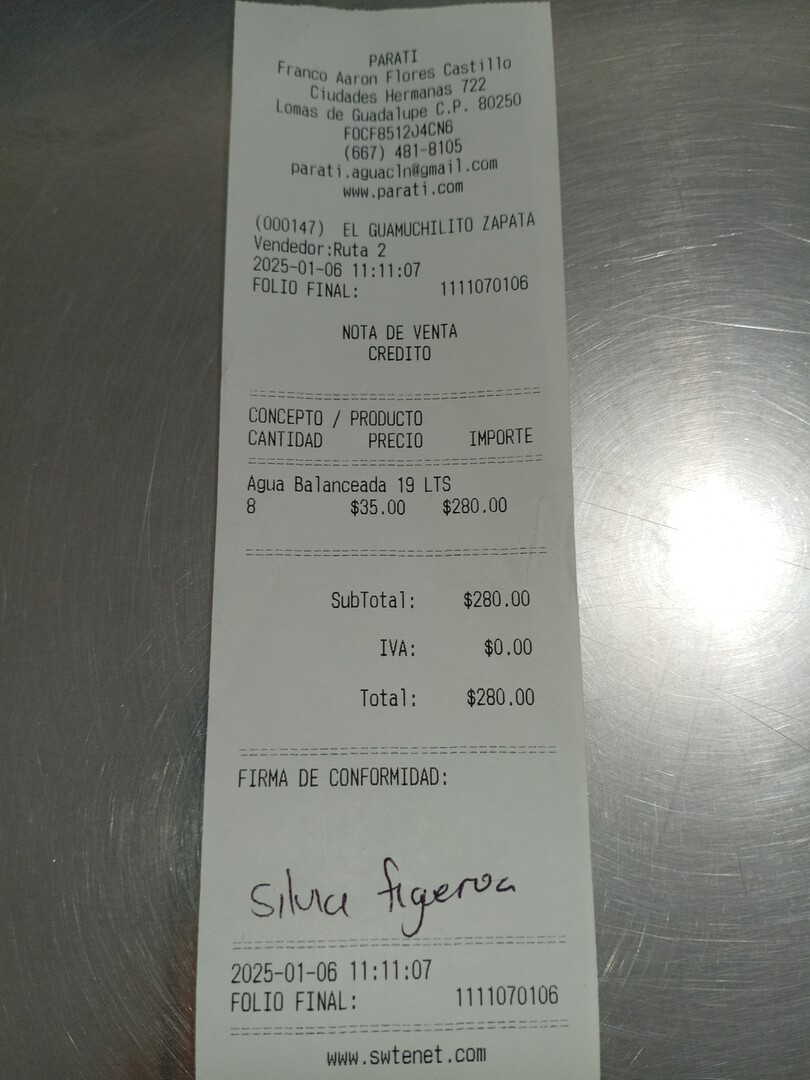 PARATI
Franco Aaron Flores Castillo
Ciudades Hermanas 722
Lomas de Guadalupe C.P. 80250
FOCF851204CN6
(667) 481-8105
parati.aguacln@gmail.com
www.parati.com
(000147) EL GUAMUCHILITO ZAPATA
Vendedor:Ruta 2
2025-01-06 11:11:07
FOLIO FINAL: 1111070106
NOTA DE VENTA
CREDITO
CONCEPTO / PRODUCTO
CANTIDAD PRECIO IMPORTE
Agua Balanceada 19 LTS
8 $35.00 $280.00
SubTotal: $280.00
IVA: $0.00
Total: $280.00
FIRMA DE CONFORMIDAD:
Silvia figeroa
2025-01-06 11:11:07
FOLIO FINAL: 1111070106
www.swtenet.com